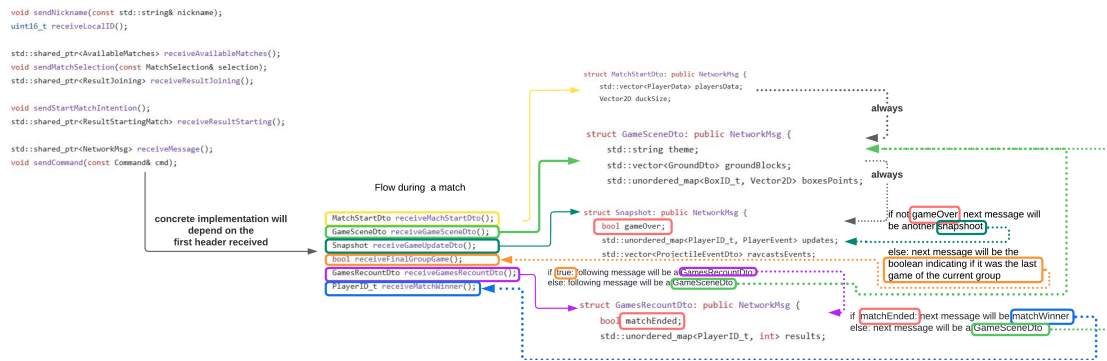 void sendNickname(const std::string& nickname);
uint16_t receiveLocalID();
std::shared_ptr<AvailableMatches> receiveAvailableMatches();
void sendMatchSelection(const MatchSelection& selection);
std::shared_ptr<ResultJoining> receiveResultJoining();
void sendStartMatchIntention();
std::shared_ptr<ResultStartingMatch> receiveResultStarting();
std::shared_ptr<NetworkMsg> receiveMessage();
void sendCommand(const Command& cmd);
concrete implementation will
depend on the
first header received
Flow during a match
MatchStartDto receiveMachStartDto();
GameSceneDto receiveGameSceneDto();
Snapshot receiveGameUpdateDto();
bool receiveFinalGroupGame();
GamesRecountDto receiveGamesRecountDto();
PlayerID_t receiveMatchWinner();
struct MatchStartDto: public NetworkMsg {
std::vector<PlayerData> playersData;
Vector2D duckSize;
always
struct GameSceneDto: public NetworkMsg {
std::string theme;
std::vector<GroundDto> groundBlocks;
std::unordered_map<BoxID_t, Vector2D> boxesPoints;
always
struct Snapshot: public NetworkMsg {
bool gameOver;
std::unordered_map<PlayerID_t, PlayerEvent> updates;
std::vector<ProjectileEventDto> raycastsEvents;
if not gameOver: next message will
be another snapshoot
else: next message will be the
boolean indicating if it was the last
game of the current group
if true: following message will be a GamesRecountDto
else: following message will be a GameSceneDto
struct GamesRecountDto: public NetworkMsg {
bool matchEnded;
std::unordered_map<PlayerID_t, int> results;
if matchEnded: next message will be matchWinner
else: next message will be a GameSceneDto